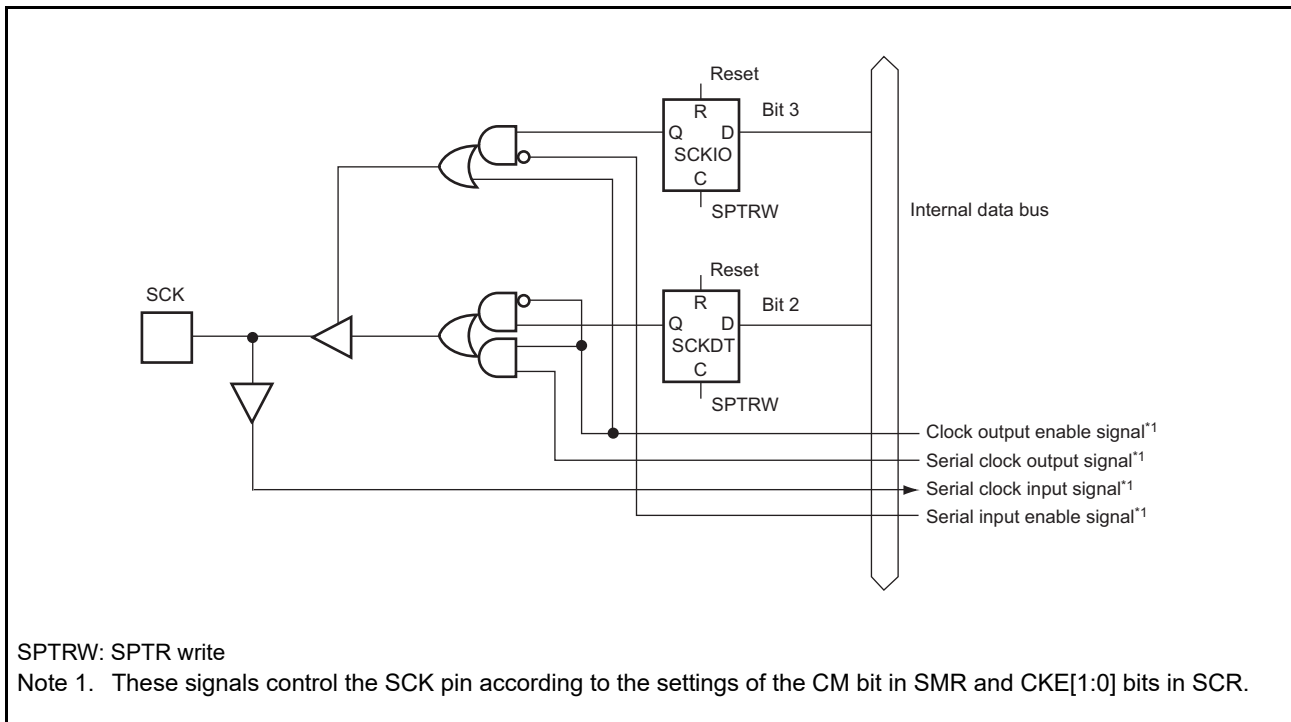 Reset
R
Bit 3
Q D
SCKIO
C
SPTRW
Internal data bus
Reset
SCK
R
Bit 2
Q D
SCKDT
C
SPTRW
Clock output enable signal*1
Serial clock output signal*1
Serial clock input signal*1
Serial input enable signal*1
SPTRW: SPTR write
Note 1. These signals control the SCK pin according to the settings of the CM bit in SMR and CKE[1:0] bits in SCR.